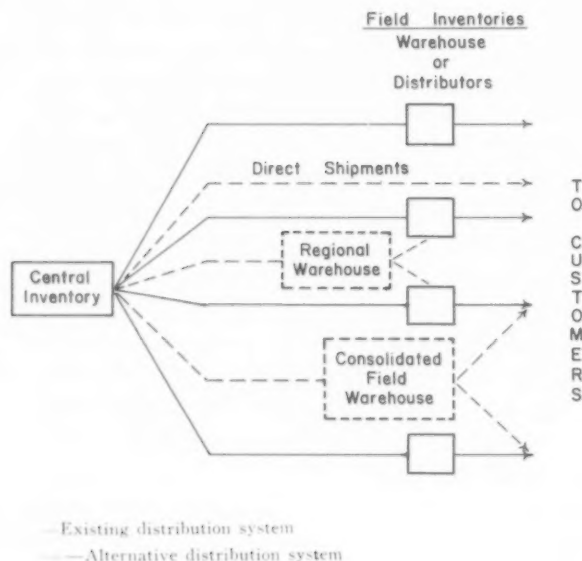 Field Inventories
Warehouse
or
Distributors
Direct Shipments
Regional
Warehouse
Central
Inventory
Consolidated
Field
Warehouse
TO CUSTOMERS
—Existing distribution system
— —Alternative distribution system